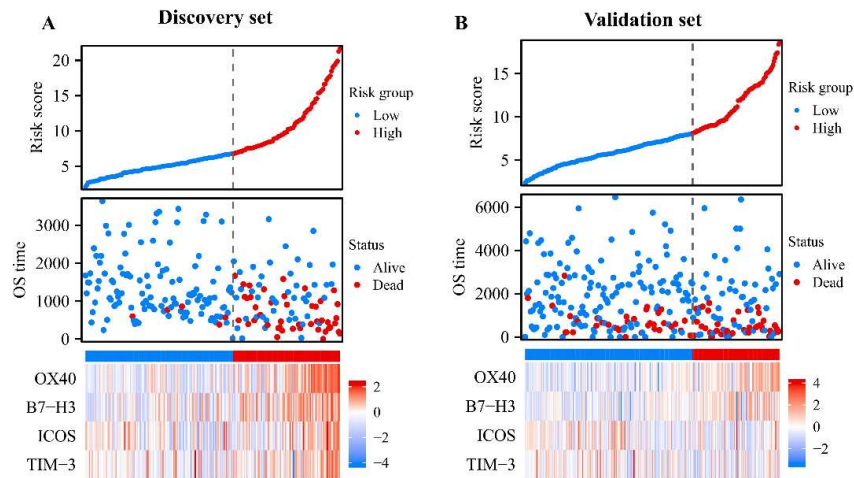 A
Discovery set
Risk score
20
15
10
5
Risk group
Low
High
OS time
3000
2000
1000
0
Status
Alive
Dead
OX40
B7−H3
ICOS
TIM−3
2
0
−2
−4
B
Validation set
Risk score
15
10
5
Risk group
Low
High
OS time
6000
4000
2000
0
Status
Alive
Dead
OX40
B7−H3
ICOS
TIM−3
4
2
0
−2